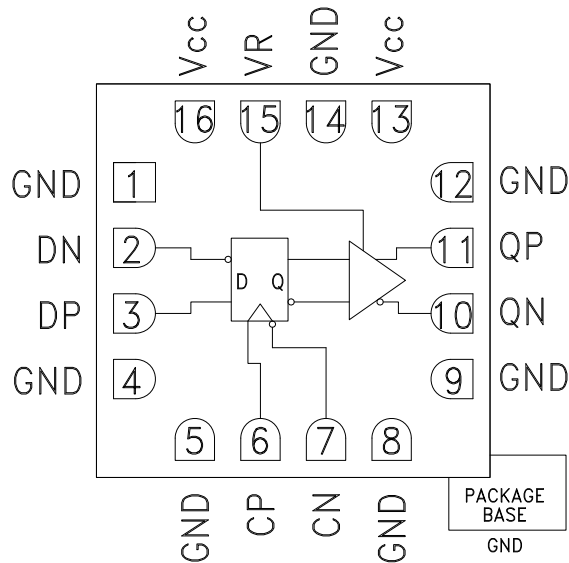 Vcc VR GND Vcc
16 15 14 13
GND 1 12 GND
DN 2 11 QP
D Q
DP 3 10 QN
GND 4 9 GND
5 6 7 8
GND CP CN GND
PACKAGE
BASE
GND